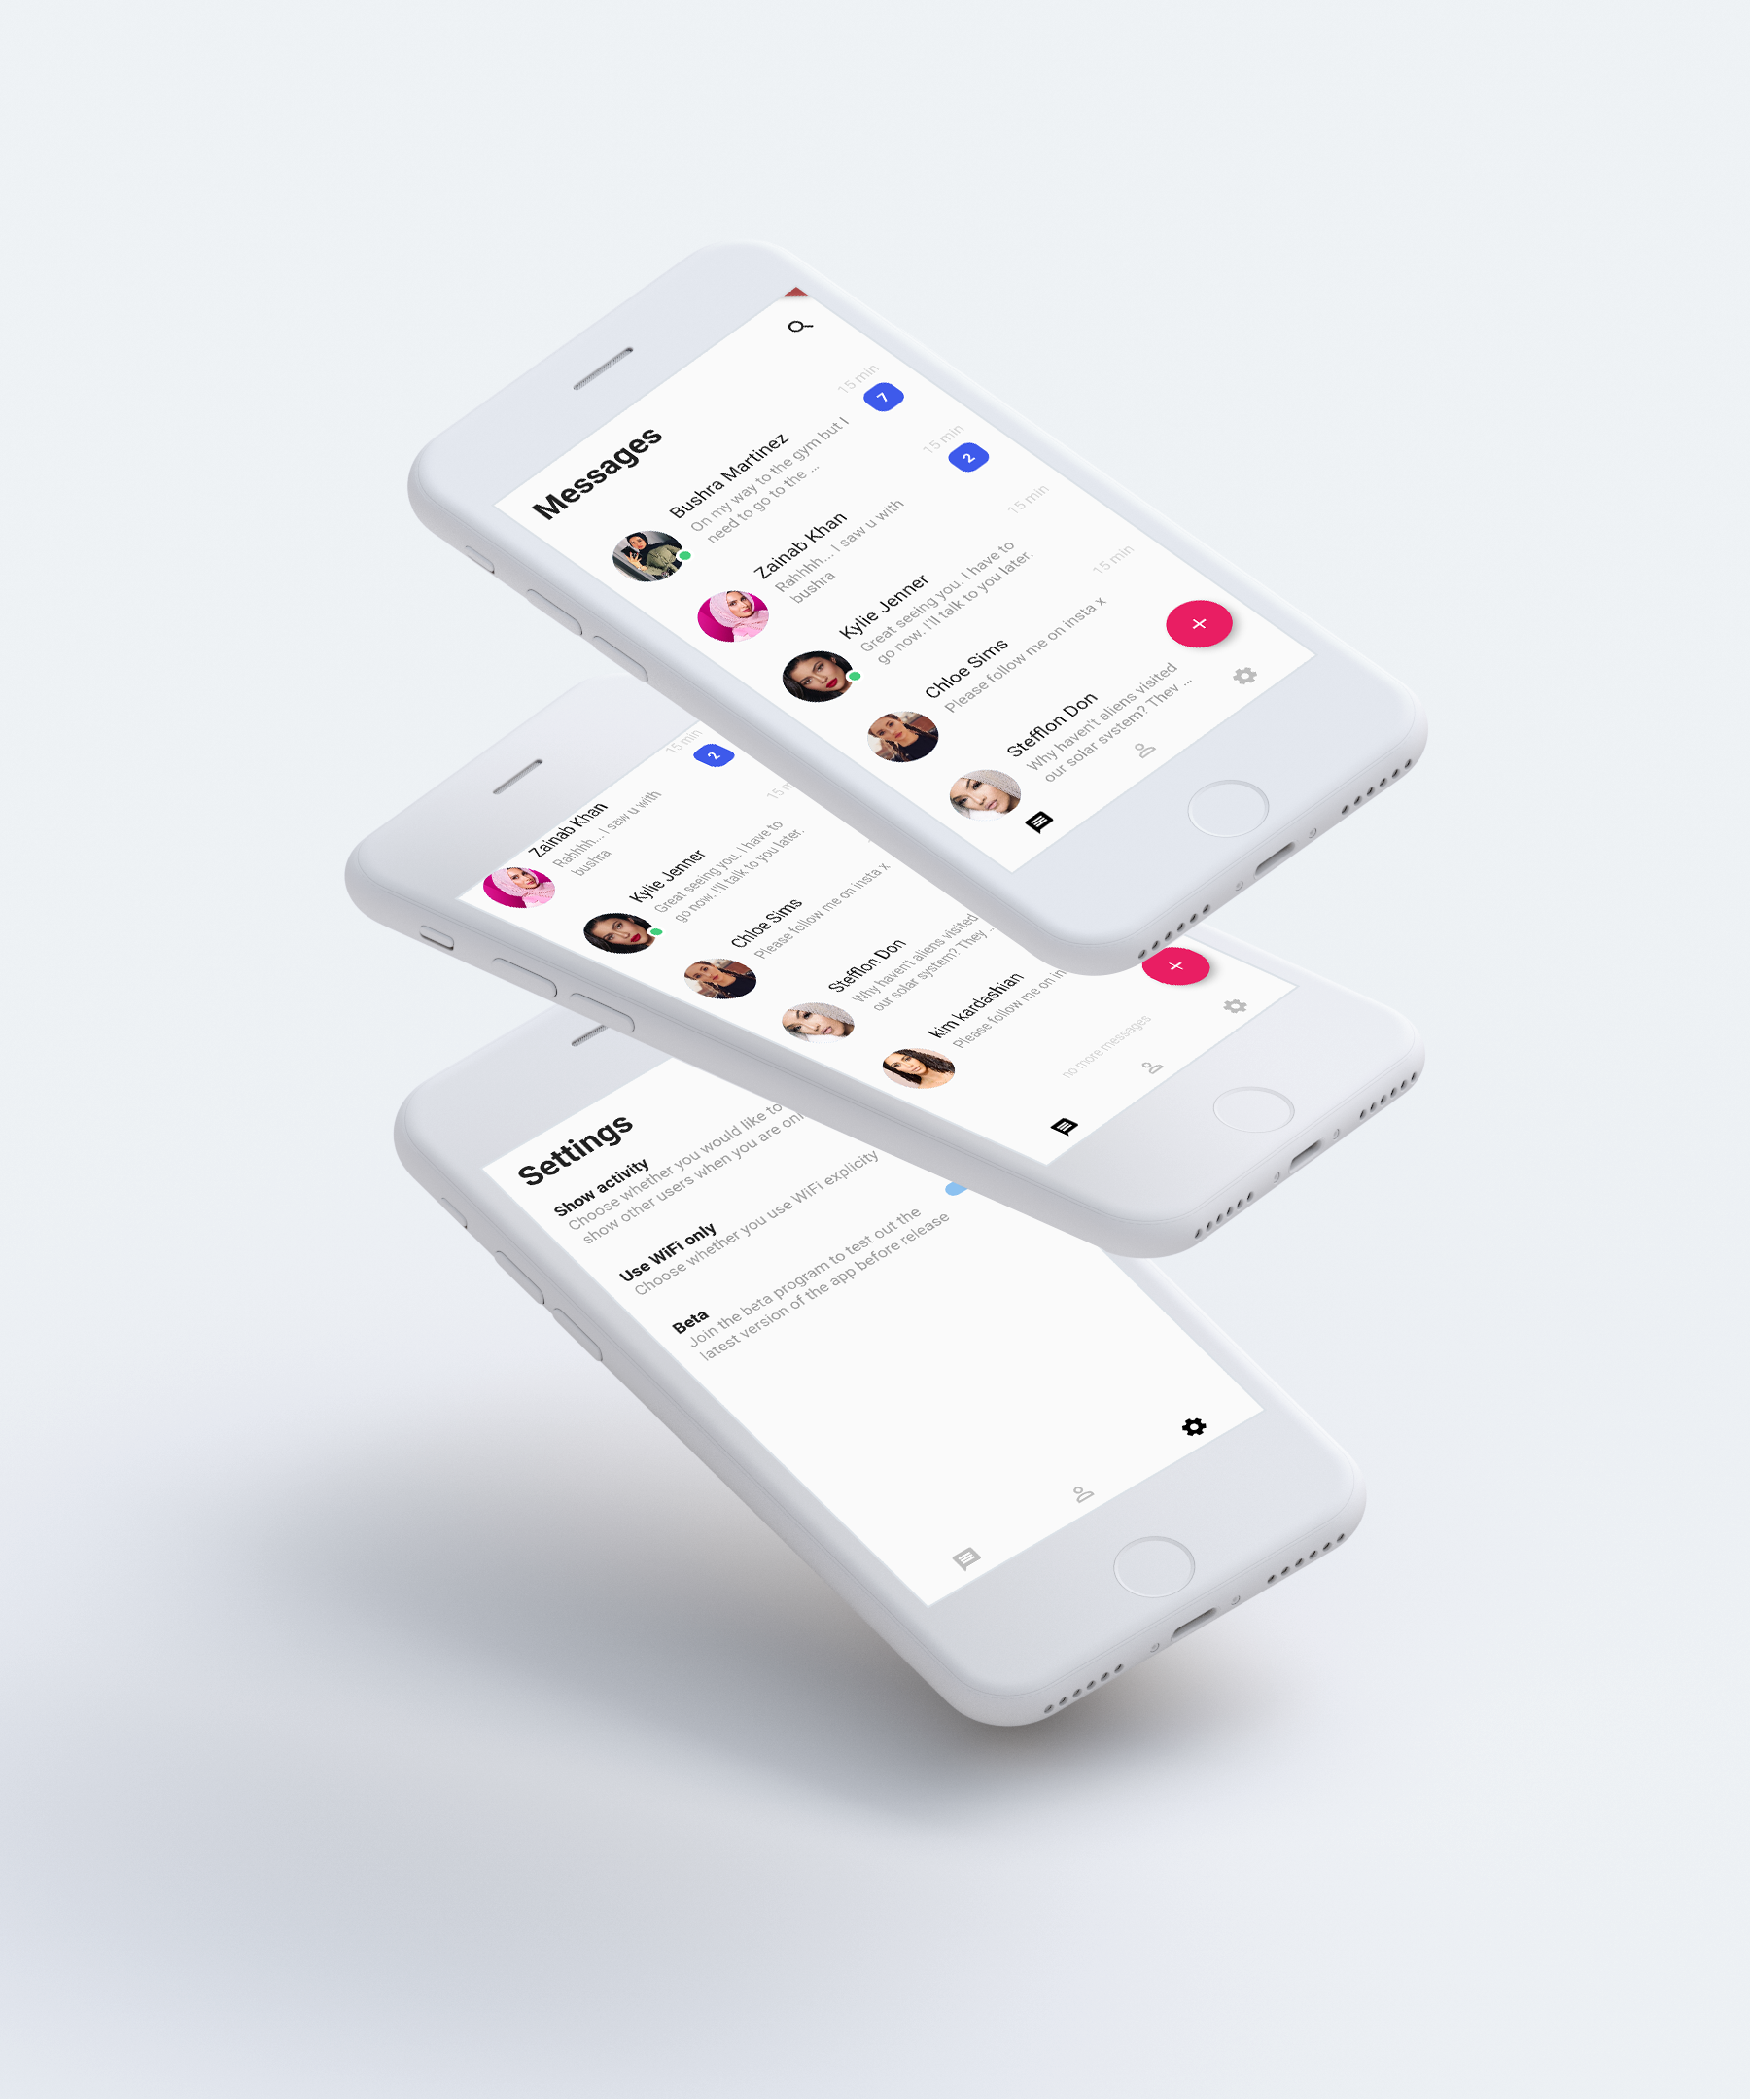 Messages
15 min
Bushra Martinez
7
On my way to the gym but I
need to go to the ...
15 min
Zainab Khan
2
Rahhhh... I saw u with
bushra
15 min
Kylie Jenner
Great seeing you. I have to
go now. I'll talk to you later.
15 min
Chloe Sims
Please follow me on insta x
Stefflon Don
Why haven't aliens visited
our solar system? They ...
15 min
Zainab Khan
2
Rahhhh... I saw u with
bushra
15
Kylie Jenner
Great seeing you. I have to
go now. I'll talk to you later.
Chloe Sims
Please follow me on insta x
Stefflon Don
Why haven't aliens visited
our solar system? They
kim kardashian
Please follow me on
no more messages
Settings
Show activity
Choose whether you would like to
show other users when you are
Use WiFi only
Choose whether you use WiFi explicity
Beta
Join the beta program to test out the
latest version of the app before release